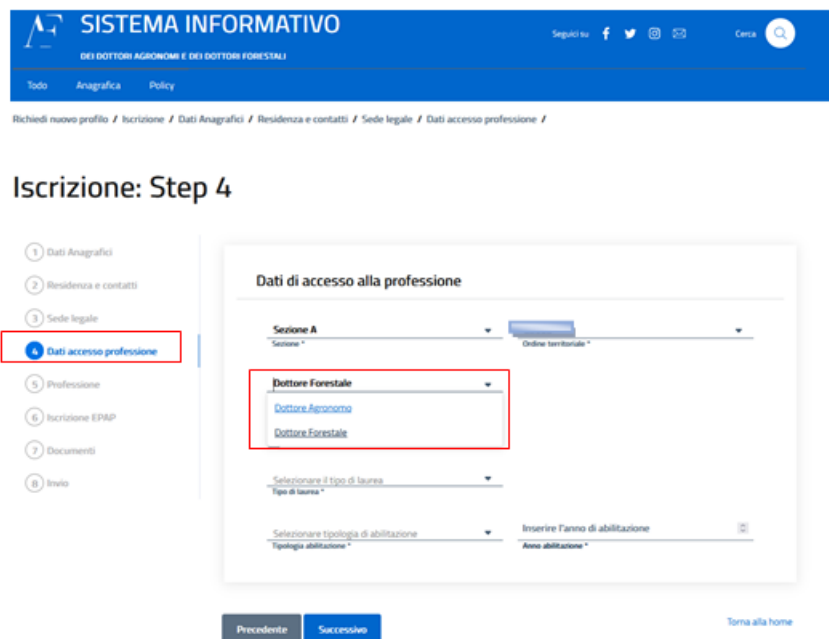 SISTEMA INFORMATIVO
DEI DOTTORI AGRONOMI E DEI DOTTORI FORESTALI
Seguici su
Cerca
Todo Anagrafica Policy
Richiedi nuovo profilo / Iscrizione / Dati Anagrafici / Residenza e contatti / Sede legale / Dati accesso professione /
Iscrizione: Step 4
1 Dati Anagrafici
2 Residenza e contatti
3 Sede legale
4 Dati accesso professione
5 Professione
6 Iscrizione EPAP
7 Documenti
8 Invio
Dati di accesso alla professione
Sezione A
Sezione *
Ordine territoriale *
Dottore Forestale
Dottore Agronomo
Dottore Forestale
Selezionare il tipo di laurea
Tipo di laurea *
Selezionare tipologia di abilitazione
Tipologia abilitazione *
Inserire l'anno di abilitazione
Anno abilitazione *
Precedente
Successivo
Torna alla home